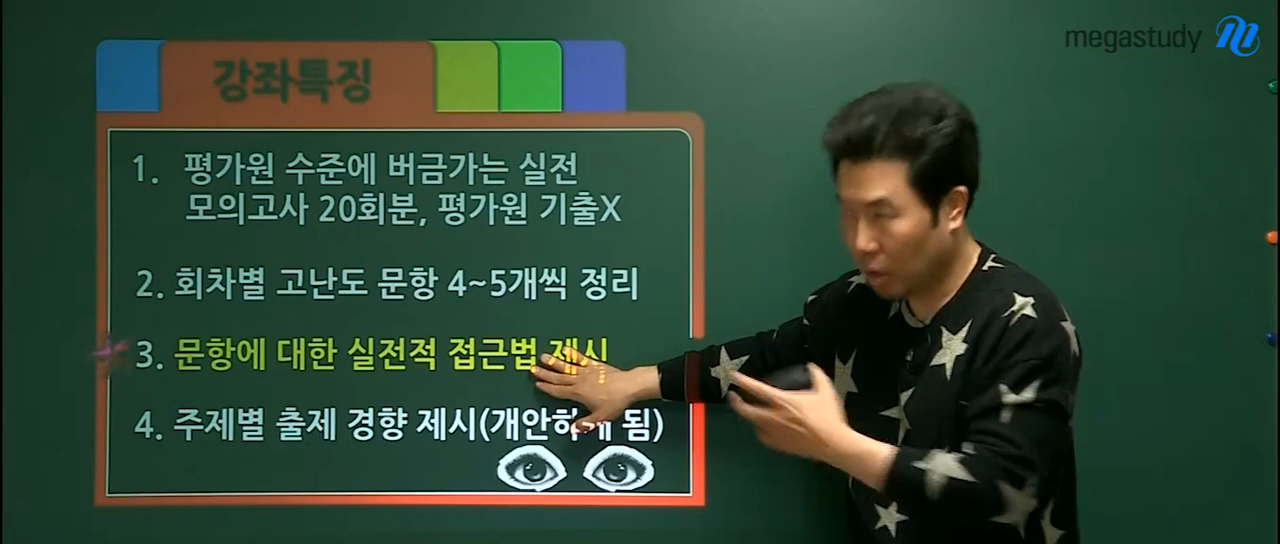 megastudy
강좌특징
1. 평가원 수준에 버금가는 실전
모의고사 20회분, 평가원 기출X
2. 회차별 고난도 문항 4~5개씩 정리
3. 문항에 대한 실전적 접근법 제시
4. 주제별 출제 경향 제시(개안하게 됨)